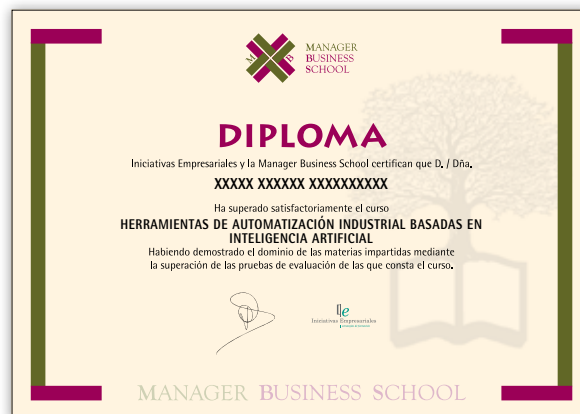 M B
MANAGER
BUSINESS
SCHOOL
DIPLOMA
Iniciativas Empresariales y la Manager Business School certifican que D. / Dña.
XXXXX XXXXXX XXXXXXXXXX
Ha superado satisfactoriamente el curso
HERRAMIENTAS DE AUTOMATIZACIÓN INDUSTRIAL BASADAS EN
INTELIGENCIA ARTIFICIAL
Habiendo demostrado el dominio de las materias impartidas mediante
la superación de las pruebas de evaluación de las que consta el curso.
Iniciativas Empresariales
MANAGER BUSINESS SCHOOL